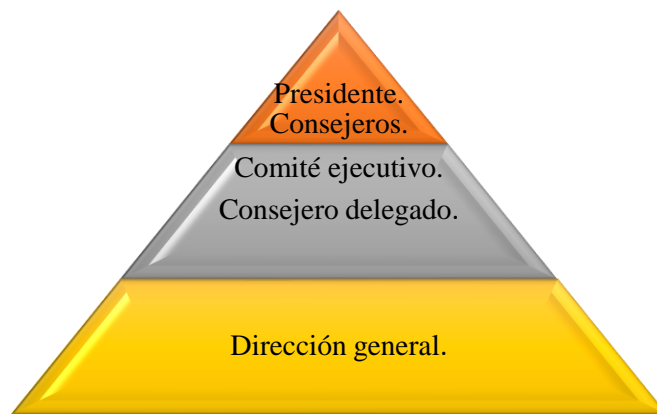 Presidente.
Consejeros.
Comité ejecutivo.
Consejero delegado.
Dirección general.